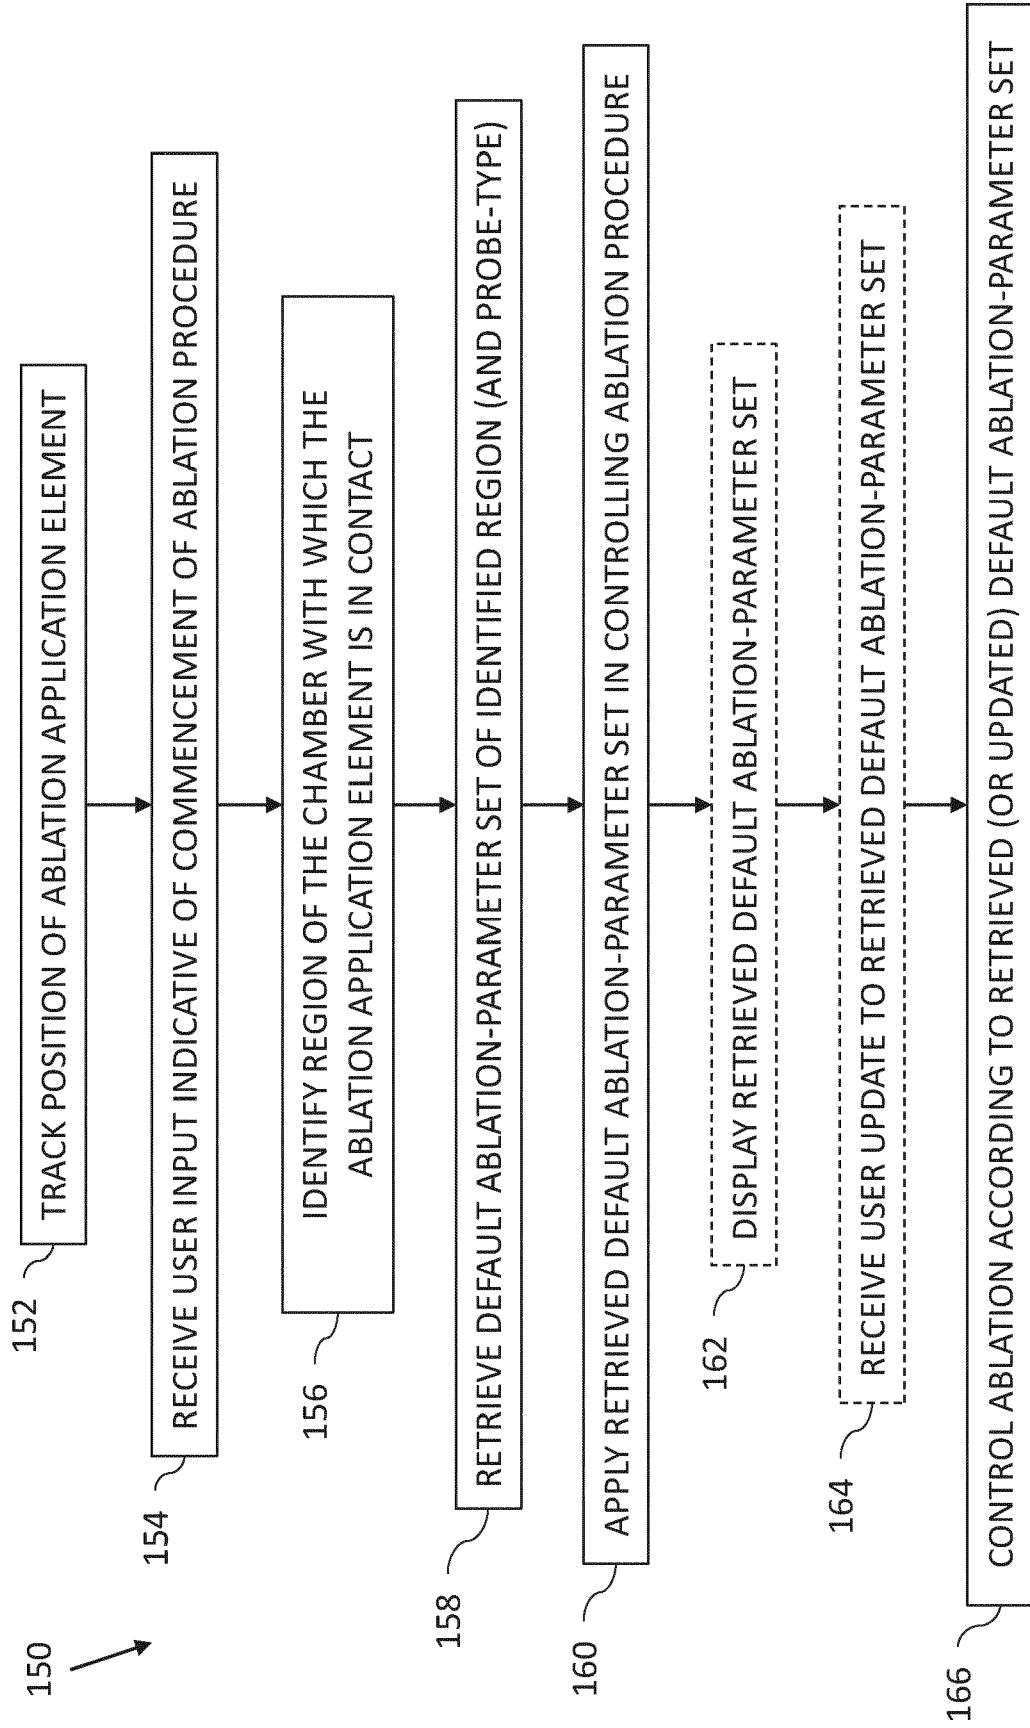 150
152
TRACK POSITION OF ABLATION APPLICATION ELEMENT
154
RECEIVE USER INPUT INDICATIVE OF COMMENCEMENT OF ABLATION PROCEDURE
156
IDENTIFY REGION OF THE CHAMBER WITH WHICH THE
ABLATION APPLICATION ELEMENT IS IN CONTACT
158
RETRIEVE DEFAULT ABLATION-PARAMETER SET OF IDENTIFIED REGION (AND PROBE-TYPE)
160
APPLY RETRIEVED DEFAULT ABLATION-PARAMETER SET IN CONTROLLING ABLATION PROCEDURE
162
DISPLAY RETRIEVED DEFAULT ABLATION-PARAMETER SET
164
RECEIVE USER UPDATE TO RETRIEVED DEFAULT ABLATION-PARAMETER SET
166
CONTROL ABLATION ACCORDING TO RETRIEVED (OR UPDATED) DEFAULT ABLATION-PARAMETER SET